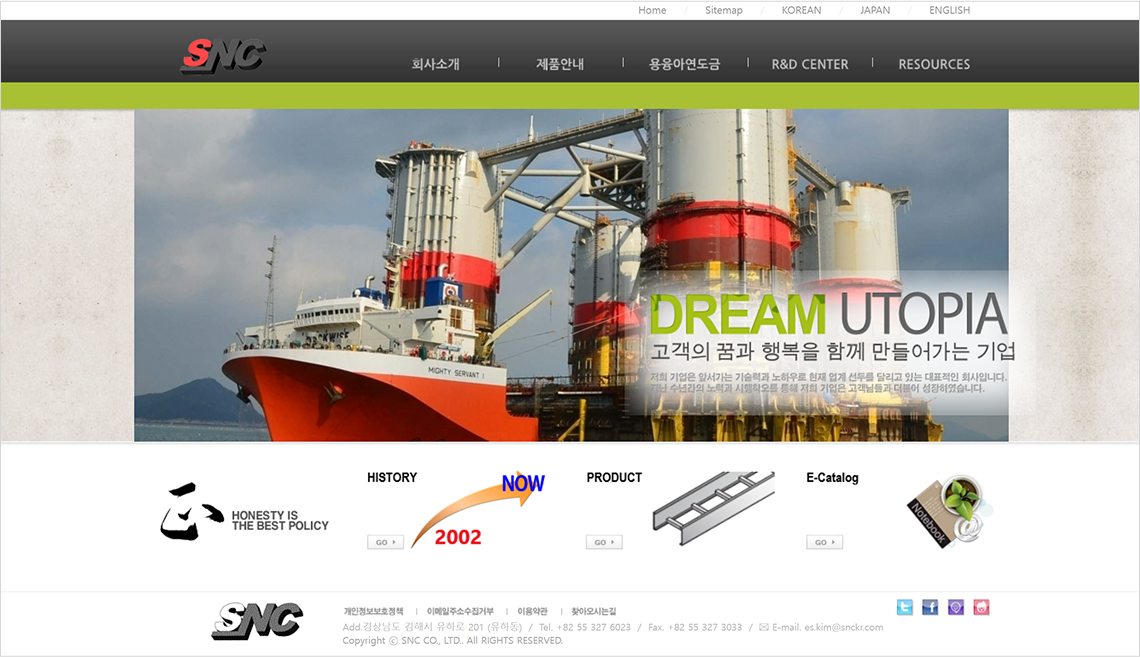 Home / Sitemap / KOREAN / JAPAN / ENGLISH
SNC
회사소개 | 제품안내 | 용융아연도금 | R&D CENTER | RESOURCES
MIGHTY SERVANT 1
DREAM UTOPIA
고객의 꿈과 행복을 함께 만들어가는 기업
저희 기업은 앞서가는 기술력과 노하우로 현재 업계 선두를 달리고 있는 대표적인 회사입니다.
지난 수년간의 노력과 시행착오를 통해 저희 기업은 고객님들과 더불어 성장하였습니다.
正
HONESTY IS
THE BEST POLICY
HISTORY
NOW
2002
GO
PRODUCT
GO
E-Catalog
GO
Notebook
SNC
개인정보보호정책 | 이메일주소수집거부 | 이용약관 | 찾아오시는길
Add.경상남도 김해시 유하로 201 (유하동) / Tel. +82 55 327 6023 / Fax. +82 55 327 3033 / ✉ E-mail. es.kim@snckr.com
Copyright ⓒ SNC CO., LTD.. All RIGHTS RESERVED.